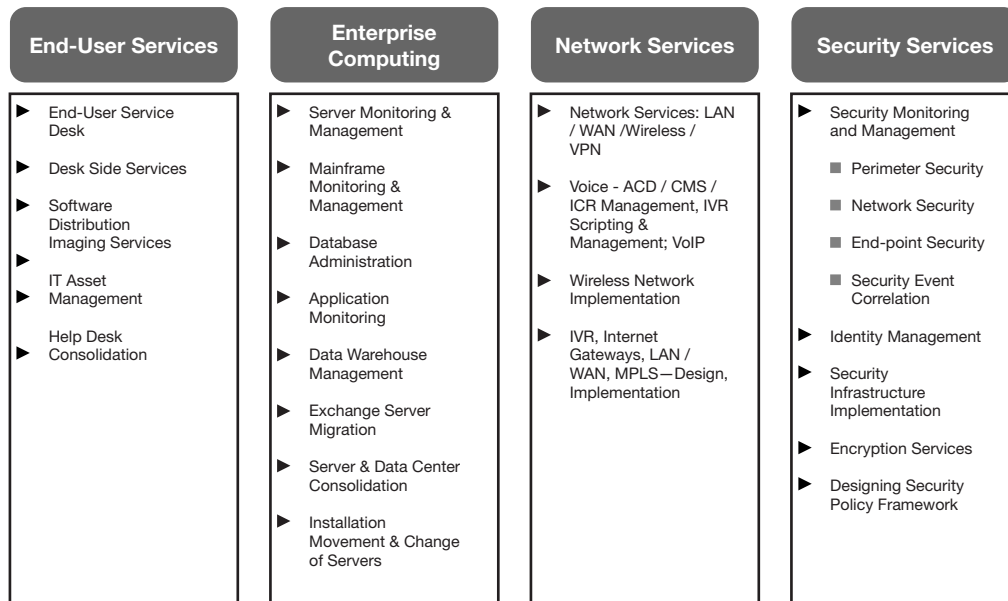 End-User Services
End-User Service
Desk
Desk Side Services
Software
Distribution
Imaging Services
IT Asset
Management
Help Desk
Consolidation
Enterprise
Computing
Server Monitoring &
Management
Mainframe
Monitoring &
Management
Database
Administration
Application
Monitoring
Data Warehouse
Management
Exchange Server
Migration
Server & Data Center
Consolidation
Installation
Movement & Change
of Servers
Network Services
Network Services: LAN
/ WAN /Wireless /
VPN
Voice - ACD / CMS /
ICR Management, IVR
Scripting &
Management; VoIP
Wireless Network
Implementation
IVR, Internet
Gateways, LAN /
WAN, MPLS—Design,
Implementation
Security Services
Security Monitoring
and Management
Perimeter Security
Network Security
End-point Security
Security Event
Correlation
Identity Management
Security
Infrastructure
Implementation
Encryption Services
Designing Security
Policy Framework